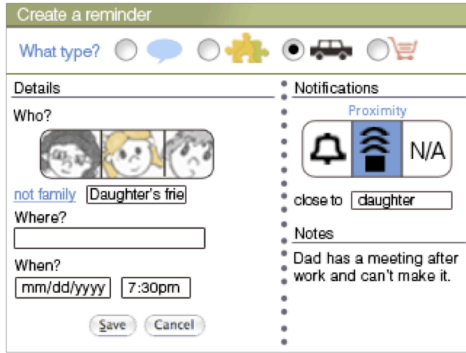 Create a reminder
What type?
Details
Who?
not family Daughter's frie
Where?
When?
mm/dd/yyyy 7:30pm
Save Cancel
Notifications
Proximity
N/A
close to daughter
Notes
Dad has a meeting after
work and can't make it.